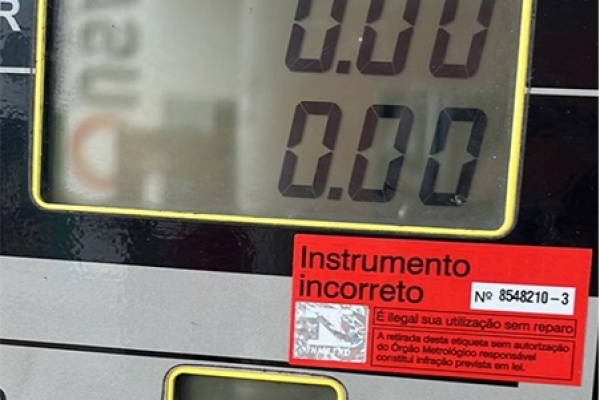 R
0.00
0.00
Instrumento
incorreto
Nº 8548210-3
É ilegal sua utilização sem reparo
A retirada desta etiqueta sem autorização
do Órgão Metrológico responsável
constitui infração prevista em lei.